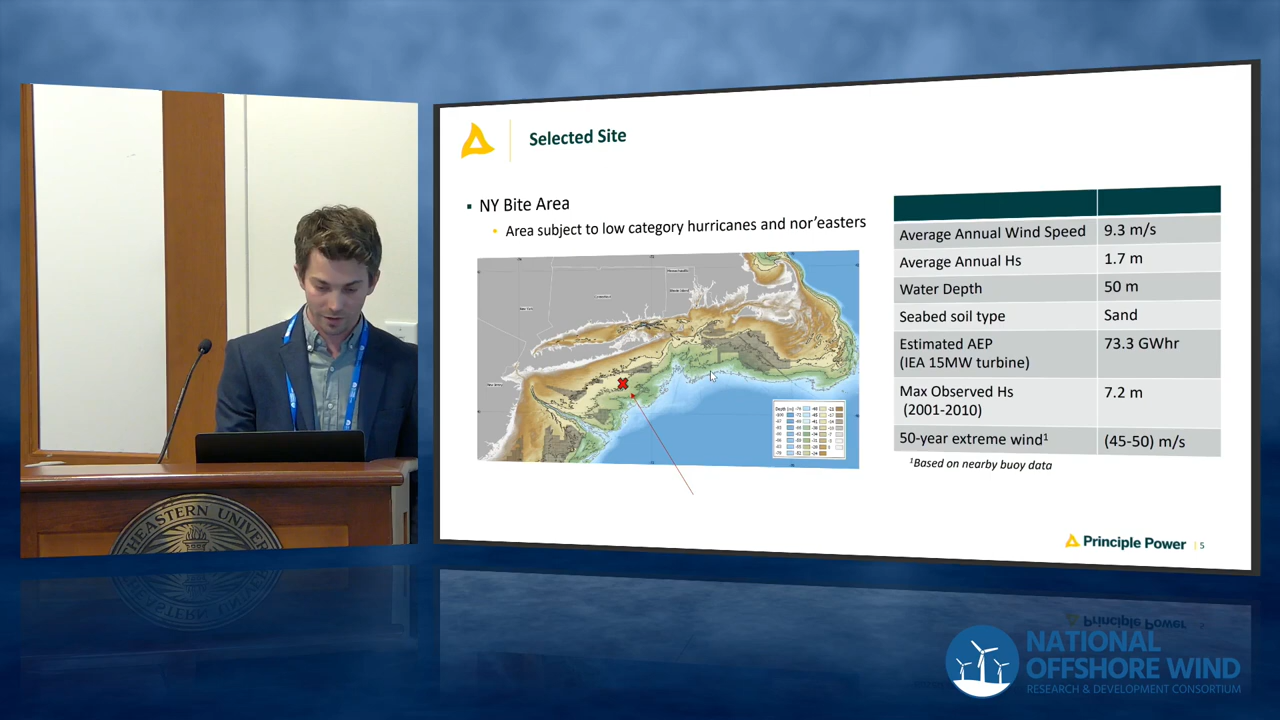 Selected Site
NY Bite Area
Area subject to low category hurricanes and nor'easters
Depth [m]
Average Annual Wind Speed 9.3 m/s
Average Annual Hs 1.7 m
Water Depth 50 m
Seabed soil type Sand
Estimated AEP
(IEA 15MW turbine) 73.3 GWhr
Max Observed Hs
(2001-2010) 7.2 m
50-year extreme wind¹ (45-50) m/s
¹Based on nearby buoy data
Principle Power | 5
HEASTERN UNIVE
NATIONAL
OFFSHORE WIND
RESEARCH & DEVELOPMENT CONSORTIUM